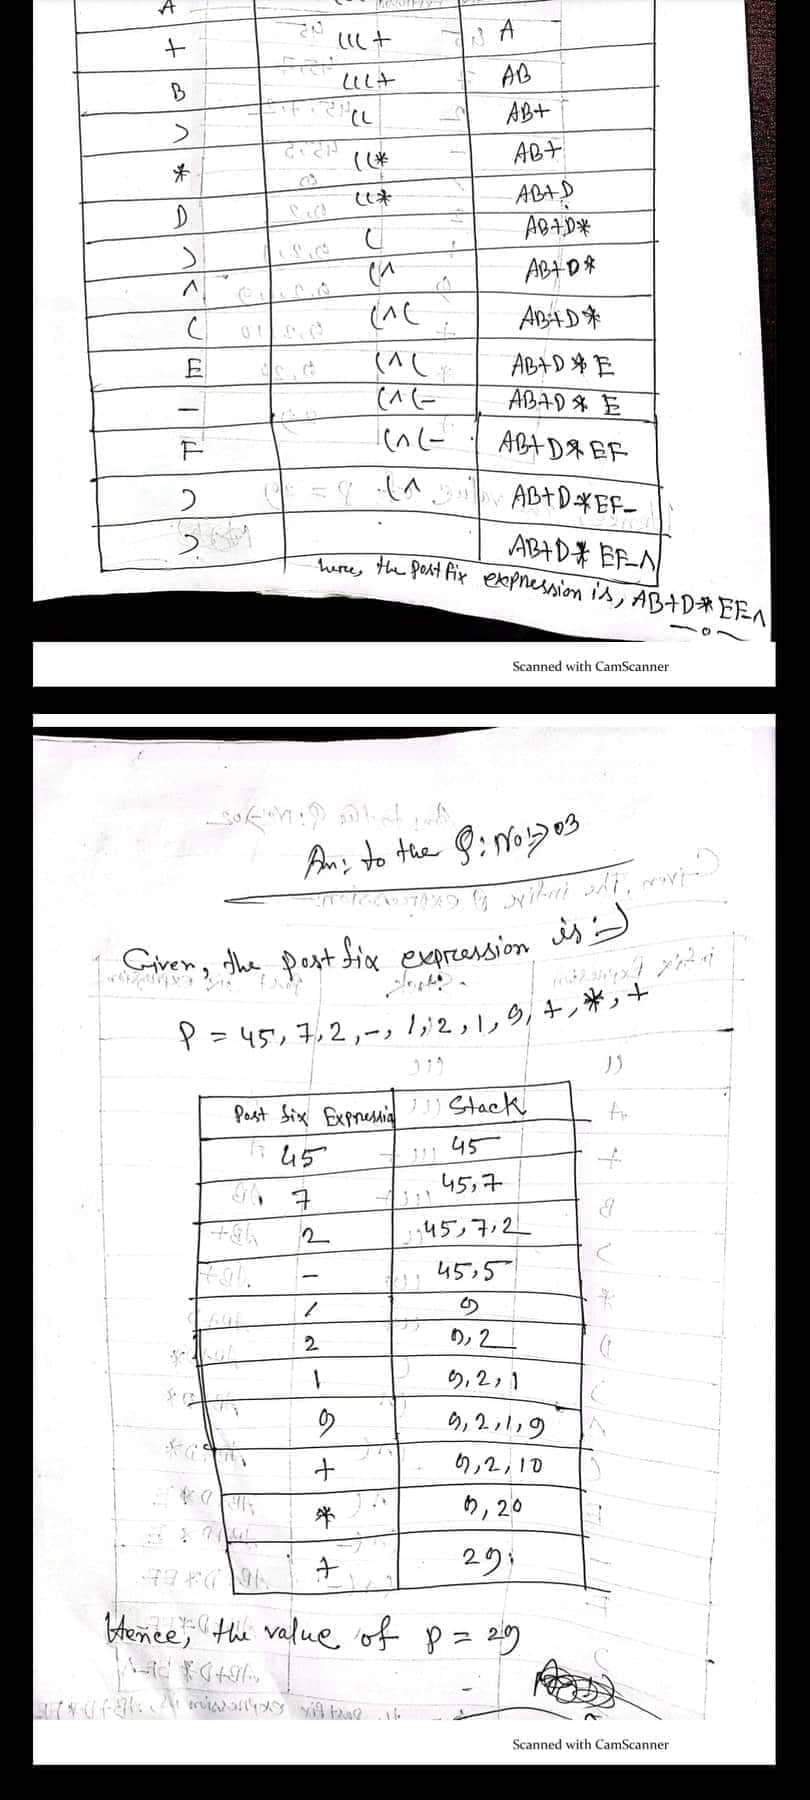 A
+ (((+ A
B (((+ AB
) (( AB+
* ((* AB+
D ((* AB+D
) ( AB+D*
^ (^ AB+D*
( (^( AB+D*
E (^( AB+D*E
- (^(- AB+D*E
F (^(- AB+D*EF
) (^ AB+D*EF-
) AB+D*EF-^
here, the post fix expression is, AB+D*EF-^
Scanned with CamScanner
Ans to the Q: No: 03
Given, the post fix expression is :-
P = 45, 7, 2, -, /, 2, 1, 9, +, *, +
Post fix Expressio Stack
45 45
7 45,7
2 45,7,2
- 45,5
/ 9
2 9,2
1 9,2,1
9 9,2,1,9
+ 9,2,10
* 9,20
+ 29
Hence, the value of P = 29
Scanned with CamScanner